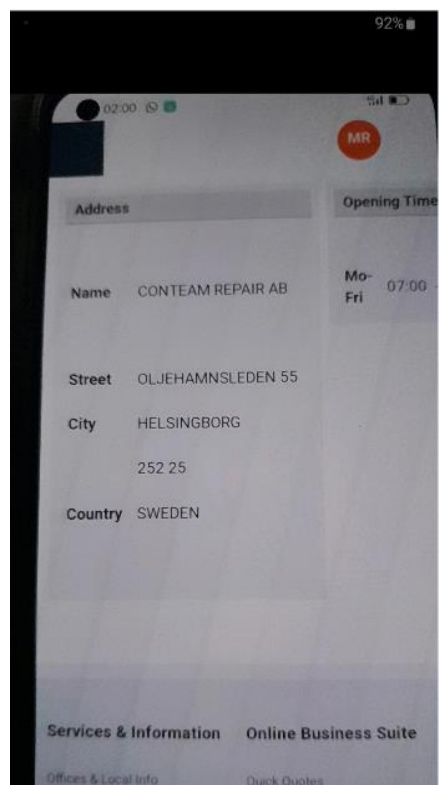 92%
02:00
MR
Address
Opening Time
Name CONTEAM REPAIR AB
Mo-
Fri 07:00 -
Street OLJEHAMNSLEDEN 55
City HELSINGBORG
252 25
Country SWEDEN
Services & Information Online Business Suite
Offices & Local Info Quick Quotes